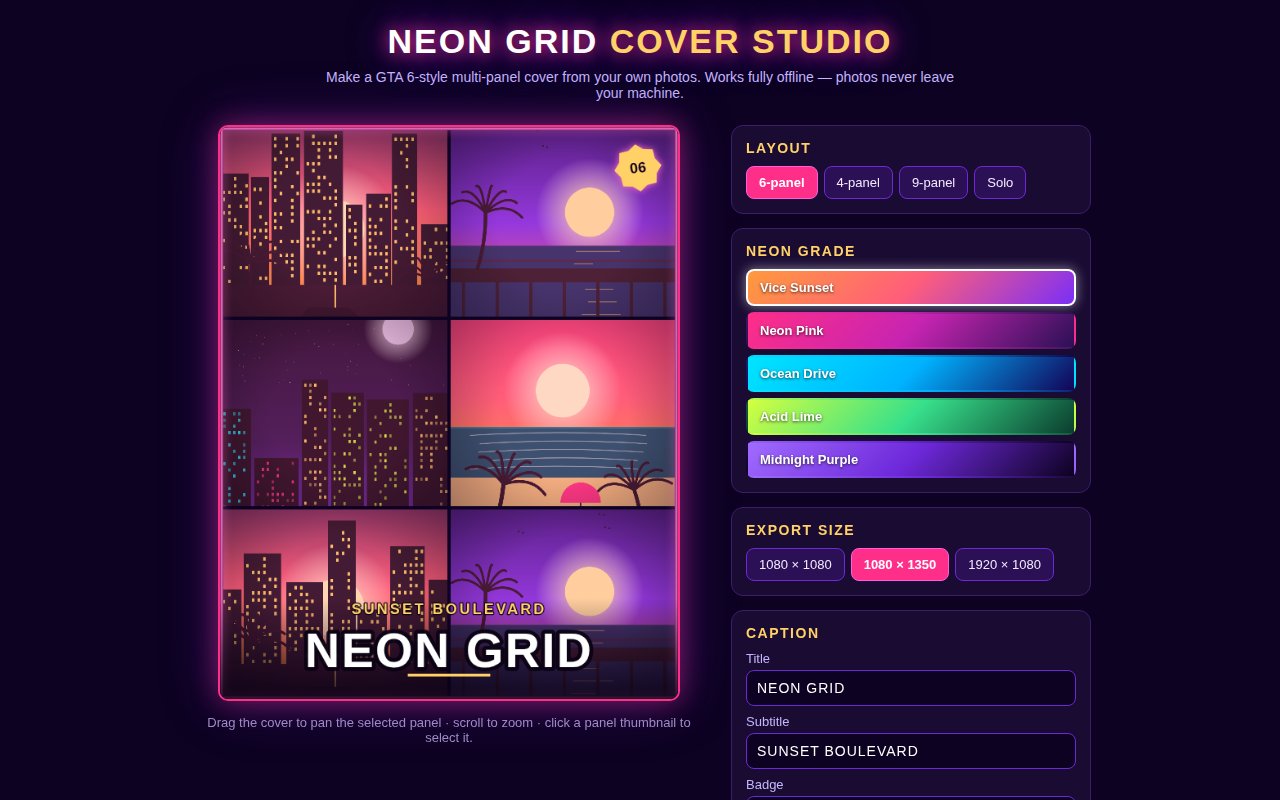 NEON GRID COVER STUDIO
Make a GTA 6-style multi-panel cover from your own photos. Works fully offline — photos never leave
your machine.
06
SUNSET BOULEVARD
NEON GRID
Drag the cover to pan the selected panel · scroll to zoom · click a panel thumbnail to
select it.
LAYOUT
6-panel
4-panel
9-panel
Solo
NEON GRADE
Vice Sunset
Neon Pink
Ocean Drive
Acid Lime
Midnight Purple
EXPORT SIZE
1080 × 1080
1080 × 1350
1920 × 1080
CAPTION
Title
NEON GRID
Subtitle
SUNSET BOULEVARD
Badge